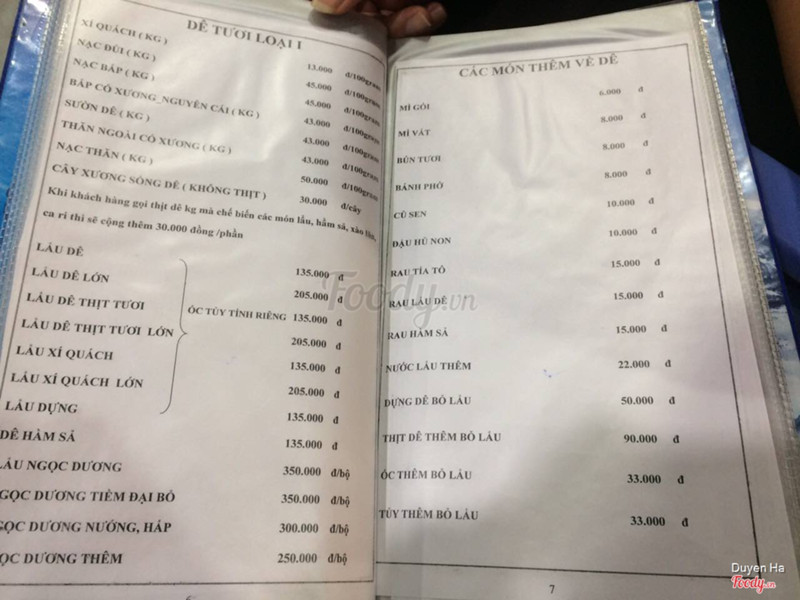 DÊ TƯƠI LOẠI I
XÍ QUÁCH ( KG ) 13.000 đ/100gram
NẠC ĐÙI ( KG ) 45.000 đ/100gram
NẠC BẮP ( KG ) 45.000 đ/100gram
BẮP CÓ XƯƠNG_NGUYÊN CÁI ( KG ) 43.000 đ/100gram
SƯỜN DÊ ( KG ) 43.000 đ/100gram
THĂN NGOÀI CÓ XƯƠNG ( KG ) 43.000 đ/100gram
NẠC THĂN ( KG ) 50.000 đ/100gram
CÂY XƯƠNG SỐNG DÊ ( KHÔNG THỊT ) 30.000 đ/cây
Khi khách hàng gọi thịt dê kg mà chế biến các món lẩu, hầm sả, xào lăn,
ca ri thì sẽ cộng thêm 30.000 đồng /phần
LẨU DÊ 135.000 đ
LẨU DÊ LỚN 205.000 đ
LẨU DÊ THỊT TƯƠI ÓC TỦY TÍNH RIÊNG 135.000 đ
LẨU DÊ THỊT TƯƠI LỚN 205.000 đ
LẨU XÍ QUÁCH 135.000 đ
LẨU XÍ QUÁCH LỚN 205.000 đ
LẨU DỰNG 135.000 đ
DÊ HẦM SẢ 135.000 đ
LẨU NGỌC DƯƠNG 350.000 đ/bộ
NGỌC DƯƠNG TIỀM ĐẠI BỔ 350.000 đ/bộ
NGỌC DƯƠNG NƯỚNG, HẤP 300.000 đ/bộ
NGỌC DƯƠNG THÊM 250.000 đ/bộ
CÁC MÓN THÊM VỀ DÊ
MÌ GÓI 6.000 đ
MÌ VẮT 8.000 đ
BÚN TƯƠI 8.000 đ
BÁNH PHỞ 8.000 đ
CỦ SEN 10.000 đ
ĐẬU HŨ NON 10.000 đ
RAU TÍA TÔ 15.000 đ
RAU LẨU DÊ 15.000 đ
RAU HẦM SẢ 15.000 đ
NƯỚC LẨU THÊM 22.000 đ
DỰNG DÊ BỎ LẨU 50.000 đ
THỊT DÊ THÊM BỎ LẨU 90.000 đ
ÓC THÊM BỎ LẨU 33.000 đ
TỦY THÊM BỎ LẨU 33.000 đ
7
Foody.vn
Duyen Ha
Foody.vn